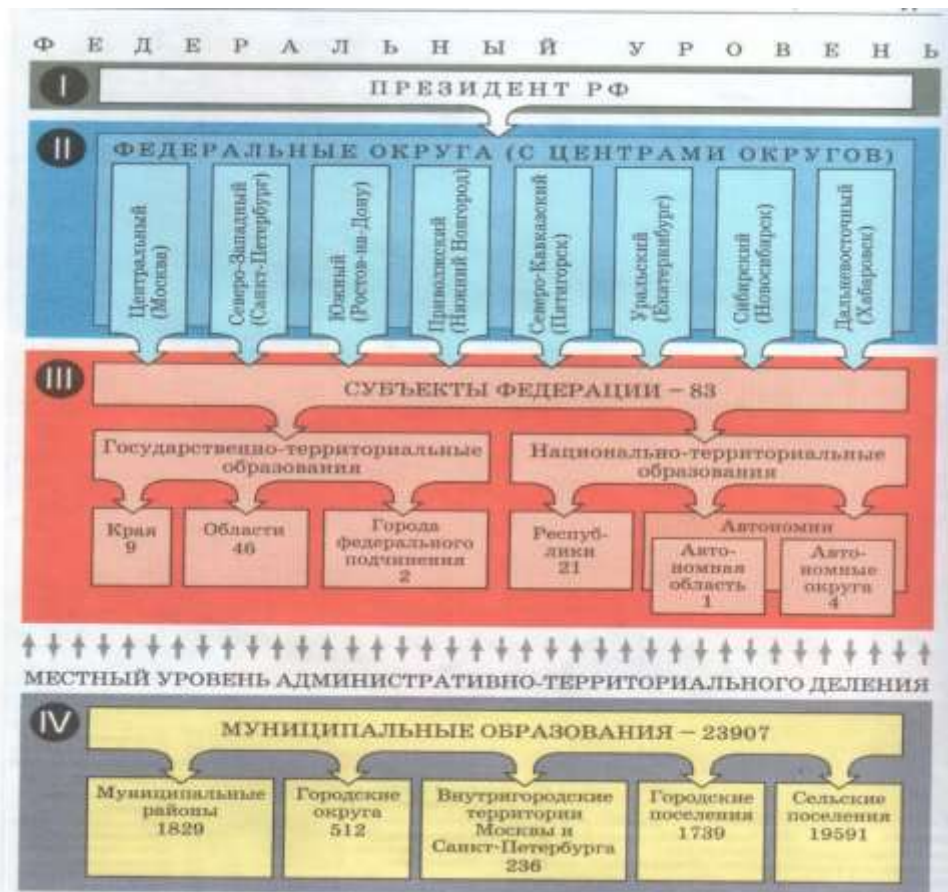 ФЕДЕРАЛЬНЫЙ УРОВЕНЬ
I
ПРЕЗИДЕНТ РФ
II
ФЕДЕРАЛЬНЫЕ ОКРУГА (С ЦЕНТРАМИ ОКРУГОВ)
Центральный
(Москва)
Северо-Западный
(Санкт-Петербург)
Южный
(Ростов-на-Дону)
Приволжский
(Нижний Новгород)
Северо-Кавказский
(Пятигорск)
Уральский
(Екатеринбург)
Сибирский
(Новосибирск)
Дальневосточный
(Хабаровск)
III
СУБЪЕКТЫ ФЕДЕРАЦИИ – 83
Государственно-территориальные
образования
Национально-территориальные
образования
Края
9
Области
46
Города
федерального
подчинения
2
Респуб-
лики
21
Автономии
Авто-
номная
область
1
Авто-
номные
округа
4
МЕСТНЫЙ УРОВЕНЬ АДМИНИСТРАТИВНО-ТЕРРИТОРИАЛЬНОГО ДЕЛЕНИЯ
IV
МУНИЦИПАЛЬНЫЕ ОБРАЗОВАНИЯ – 23907
Муниципальные
районы
1829
Городские
округа
512
Внутригородские
территории
Москвы и
Санкт-Петербурга
236
Городские
поселения
1739
Сельские
поселения
19591